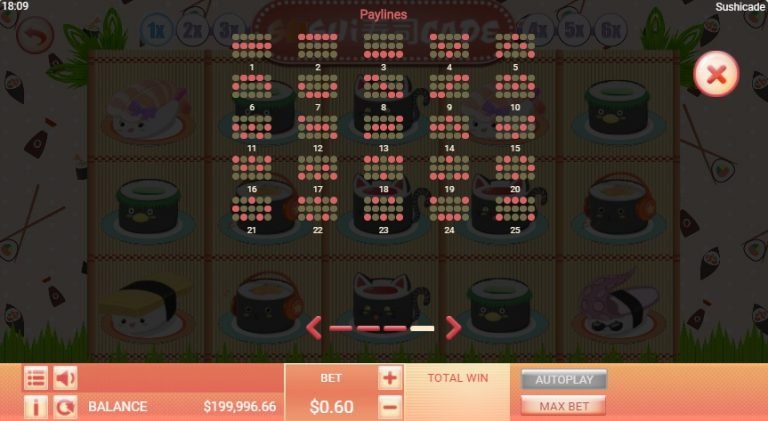 18:09
Sushicade
Paylines
1x 2x 3x 4x 5x 6x
1 2 3 4 5
6 7 8 9 10
11 12 13 14 15
16 17 18 19 20
21 22 23 24 25
BET
TOTAL WIN
AUTOPLAY
BALANCE $199,996.66
$0.60
MAX BET